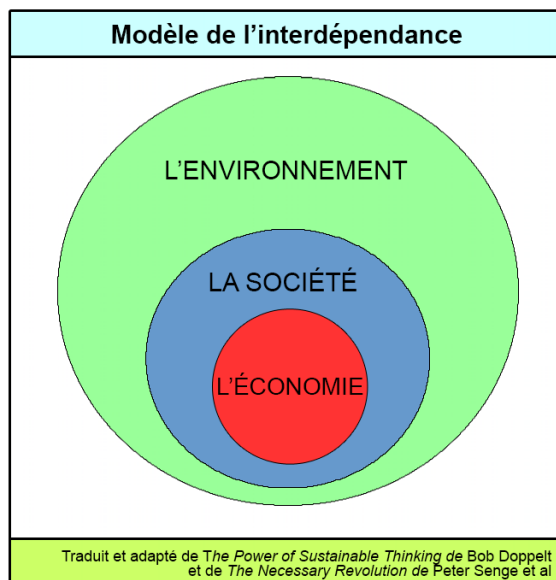 Modèle de l'interdépendance
L'ENVIRONNEMENT
LA SOCIÉTÉ
L'ÉCONOMIE
Traduit et adapté de The Power of Sustainable Thinking de Bob Doppelt
et de The Necessary Revolution de Peter Senge et al